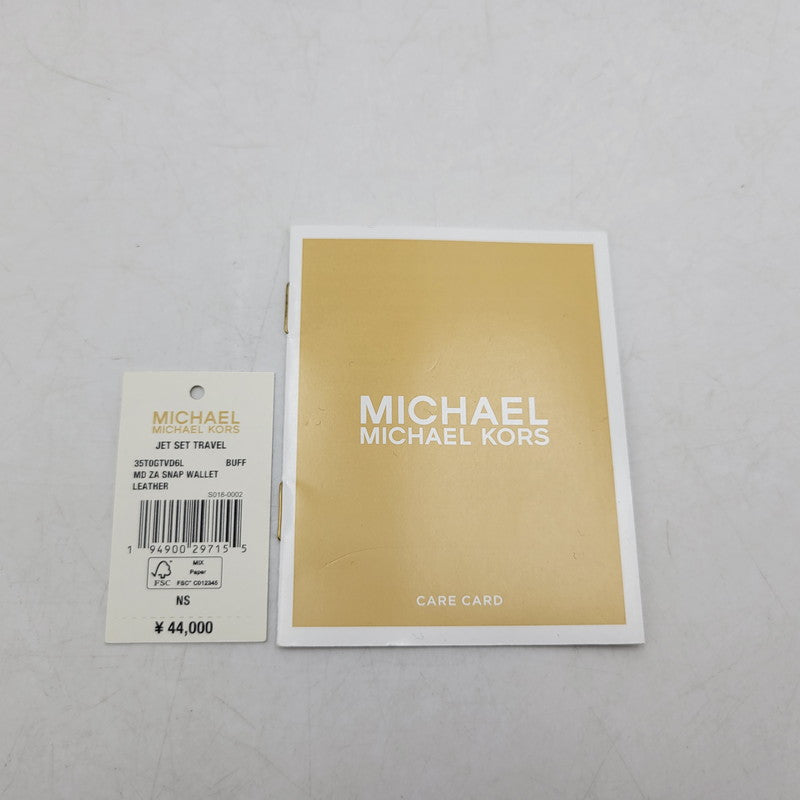 MICHAEL
MICHAEL KORS
JET SET TRAVEL
35T0GTVD6L BUFF
MD ZA SNAP WALLET
LEATHER
S018-0002
1 94900 29715 5
FSC
MIX
Paper
FSC™ C012345
NS
¥ 44,000
MICHAEL
MICHAEL KORS
CARE CARD